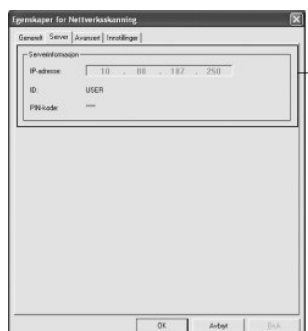 Egenskaper for Nettverksskanning
Generelt Server Avansert Innstillinger
Serverinformasjon
IP-adresse: 10 . 88 . 187 . 250
ID: USER
PIN-kode: ****
OK Avbryt Bruk